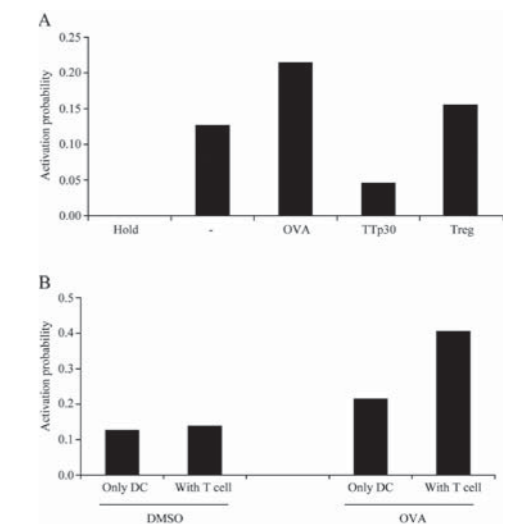 A
0.25
0.20
0.15
0.10
0.05
0.00
Activation probability
Hold - OVA TTp30 Treg
B
0.5
0.4
0.3
0.2
0.1
0.0
Activation probability
Only DC With T cell Only DC With T cell
DMSO OVA